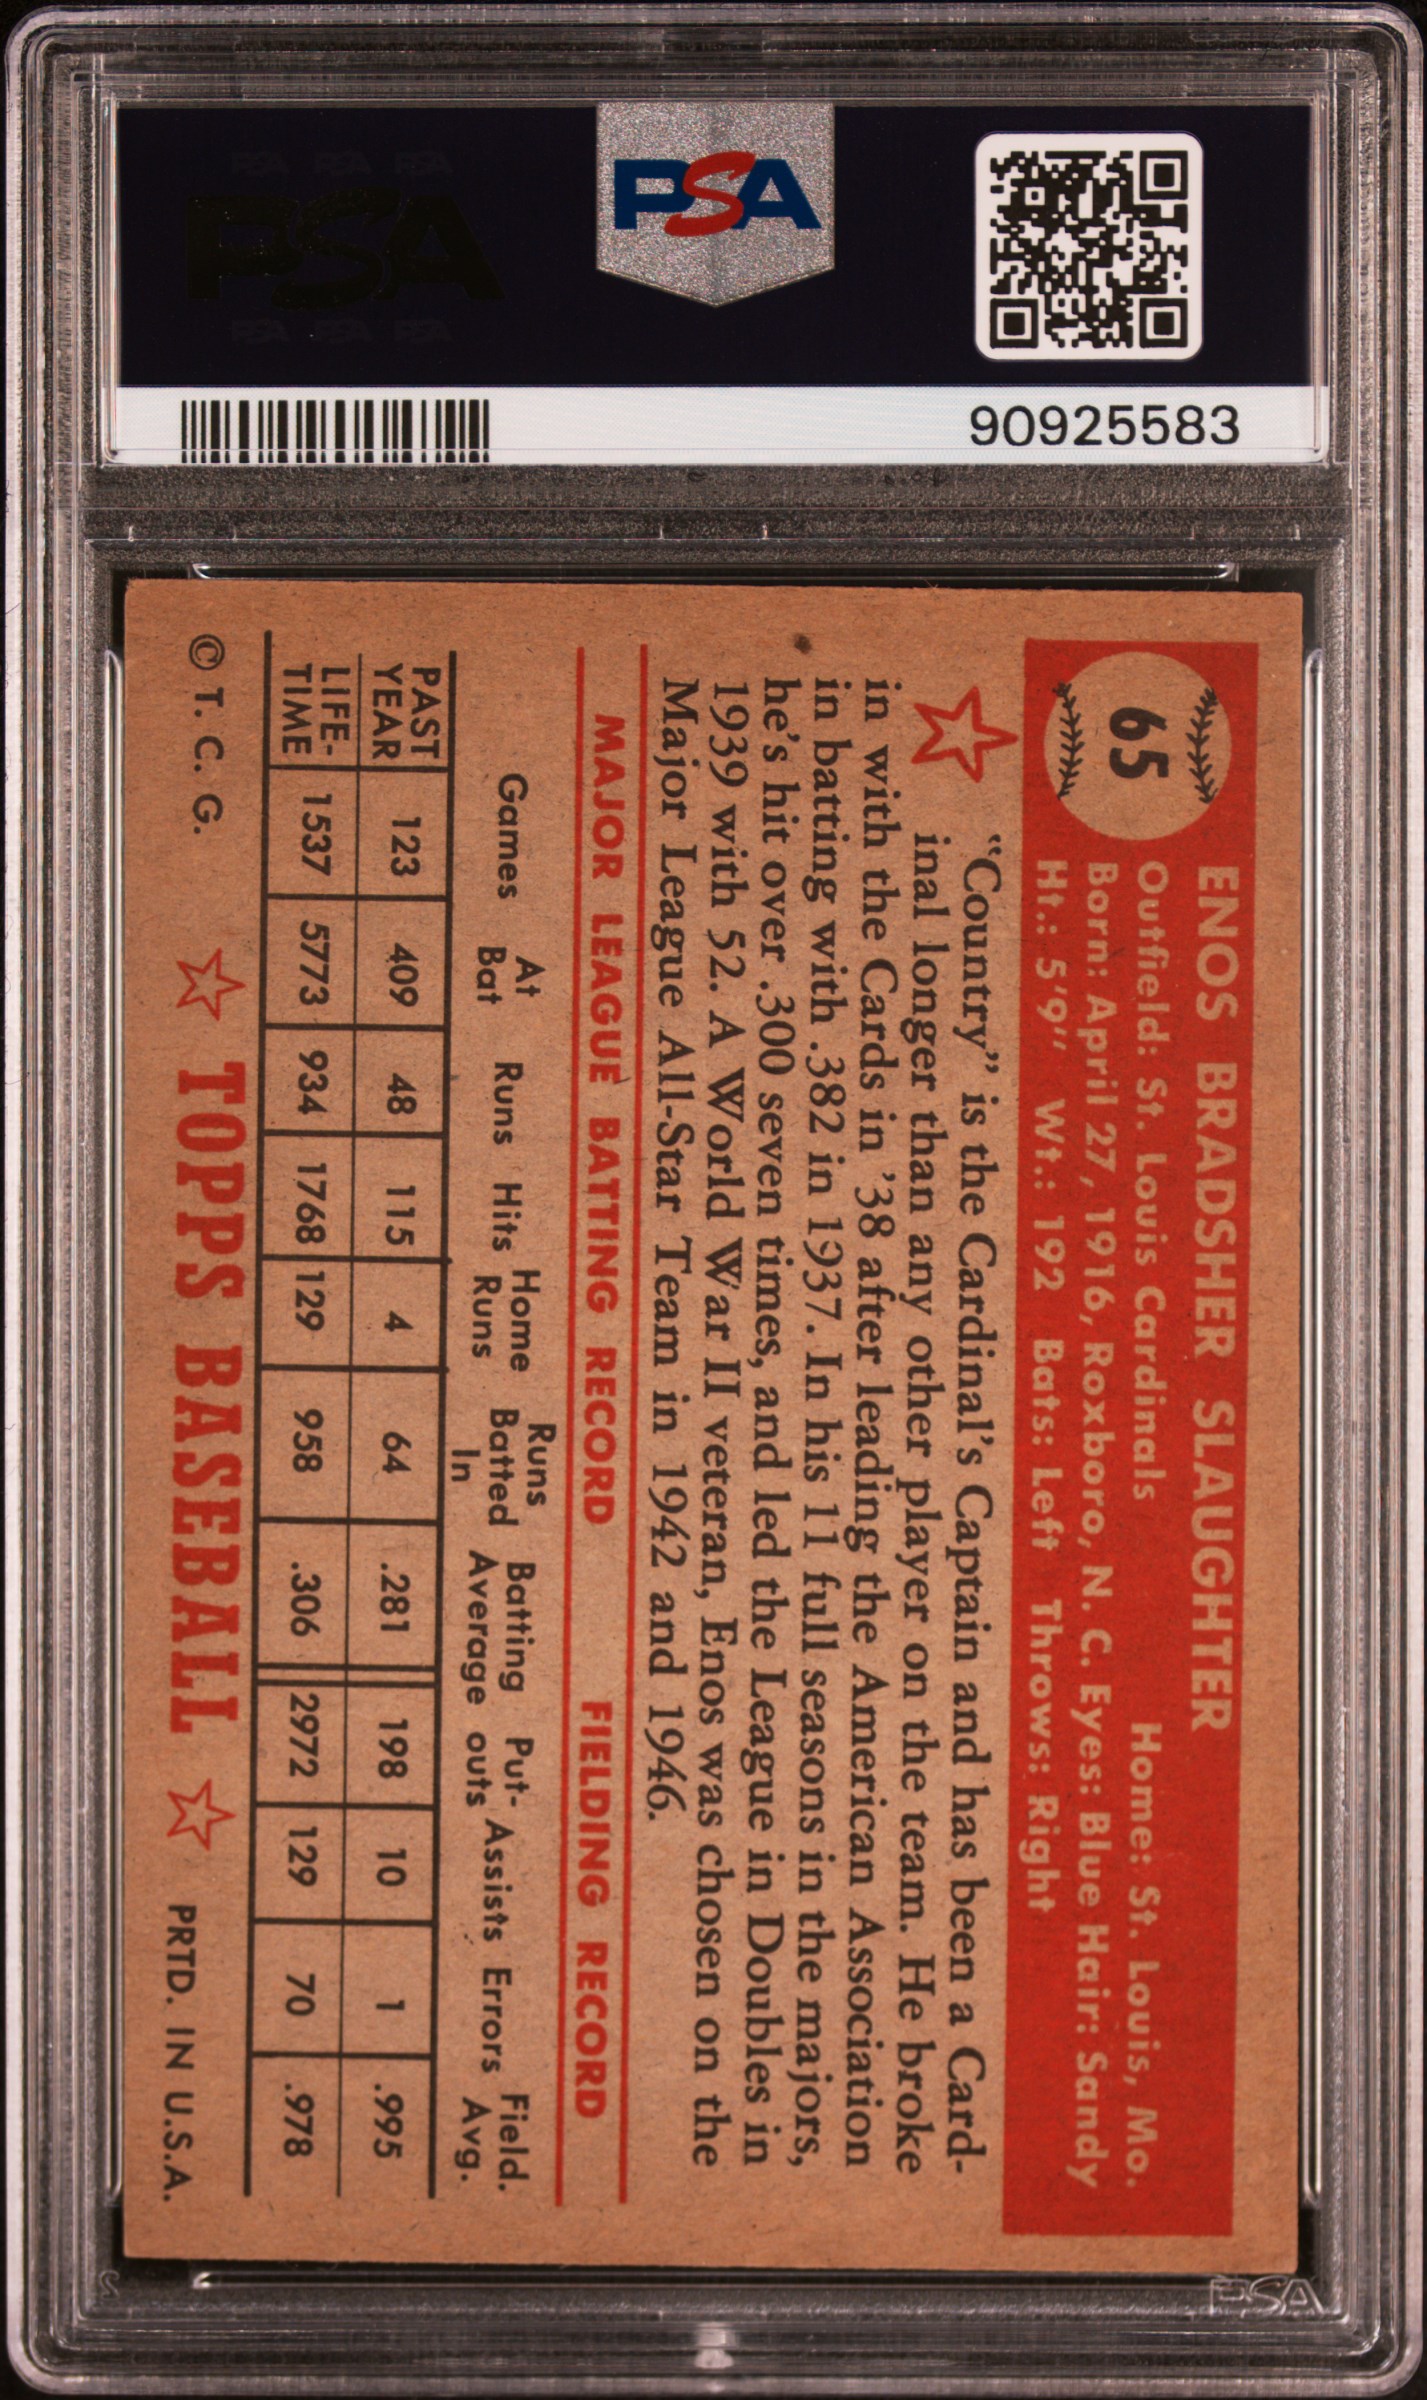 PSA
PSA PSA PSA
PSA
PSA PSA PSA
90925583
65
ENOS BRADSHER SLAUGHTER
Outfield: St. Louis Cardinals Home: St. Louis, Mo.
Born: April 27, 1916, Roxboro, N. C. Eyes: Blue Hair: Sandy
Ht.: 5'9" Wt.: 192 Bats: Left Throws: Right
"Country" is the Cardinal's Captain and has been a Card-
inal longer than any other player on the team. He broke
in with the Cards in '38 after leading the American Association
in batting with .382 in 1937. In his 11 full seasons in the majors,
he's hit over .300 seven times, and led the League in Doubles in
1939 with 52. A World War II veteran, Enos was chosen on the
Major League All-Star Team in 1942 and 1946.
MAJOR LEAGUE BATTING RECORD FIELDING RECORD
Games At Bat Runs Hits Home Runs Runs Batted In Batting Average Put-outs Assists Errors Field. Avg.
PAST YEAR 123 409 48 115 4 64 .281 198 10 1 .995
LIFE-TIME 1537 5773 934 1768 129 958 .306 2972 129 70 .978
© T. C. G. TOPPS BASEBALL PRTD. IN U.S.A.
PSA